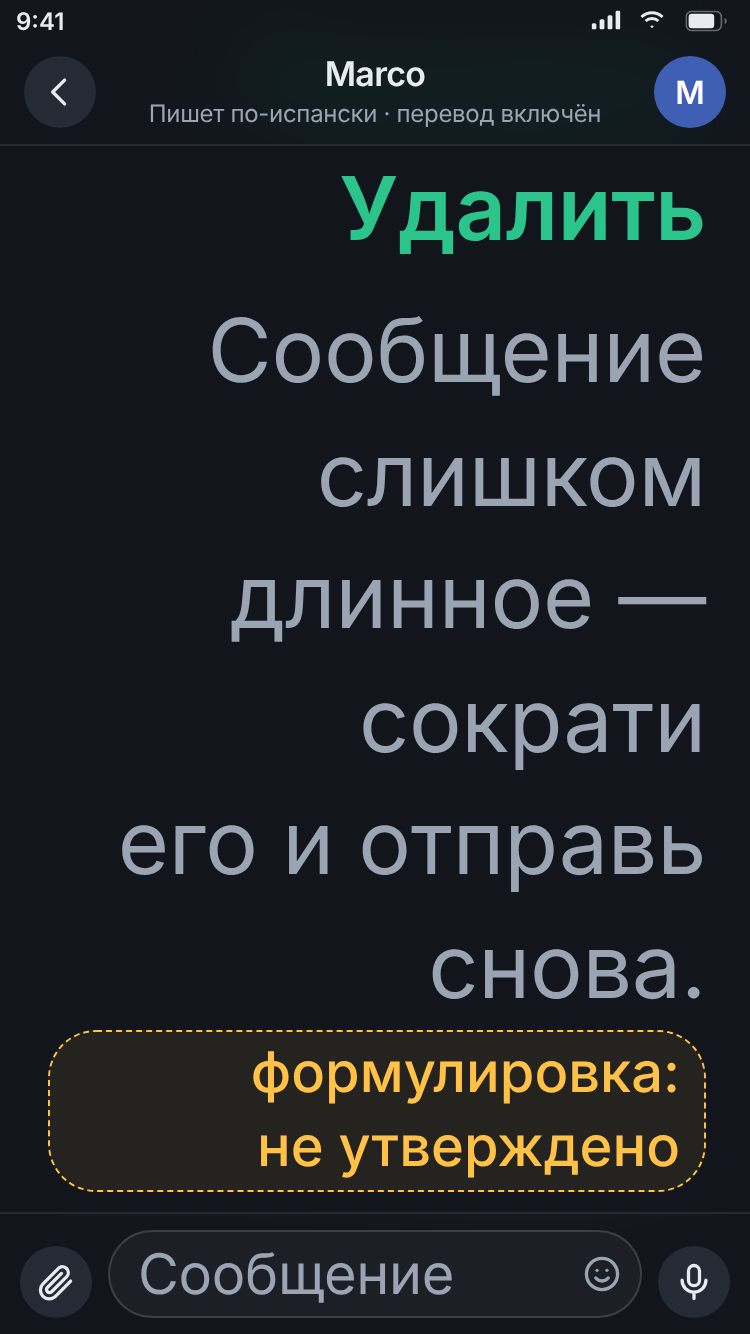 9:41
Marco
Пишет по-испански · перевод включён
M
Удалить
Сообщение
слишком
длинное —
сократи
его и отправь
снова.
формулировка:
не утверждено
Сообщение